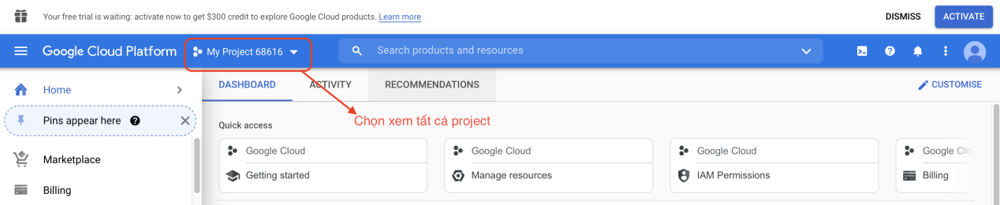 Your free trial is waiting: activate now to get $300 credit to explore Google Cloud products. Learn more
DISMISS
ACTIVATE
Google Cloud Platform
My Project 68616
Search products and resources
Home
DASHBOARD
ACTIVITY
RECOMMENDATIONS
CUSTOMISE
Pins appear here
Chọn xem tất cả project
Quick access
Marketplace
Billing
Google Cloud
Getting started
Google Cloud
Manage resources
Google Cloud
IAM Permissions
Google Clo
Billing